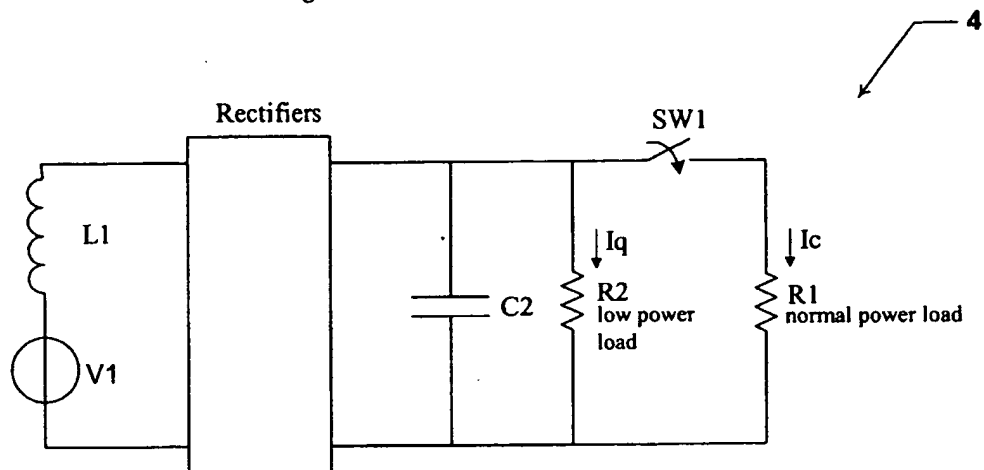 4
Rectifiers
SW1
L1
Iq
Ic
C2
R2
low power
load
R1
normal power load
V1